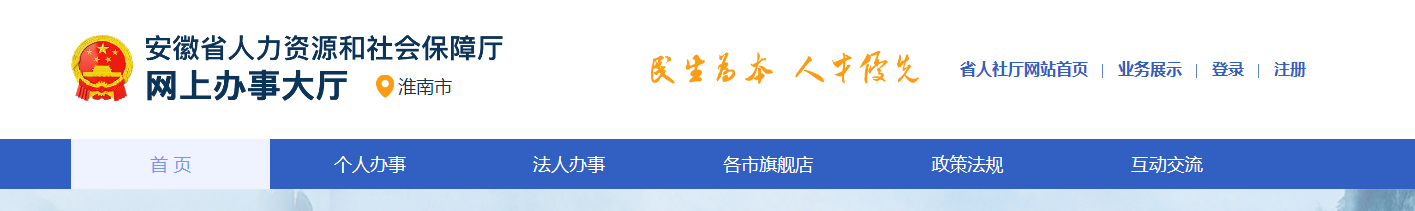 安徽省人力资源和社会保障厅
网上办事大厅 淮南市
民生为本 人才优先
省人社厅网站首页 | 业务展示 | 登录 | 注册
首 页 个人办事 法人办事 各市旗舰店 政策法规 互动交流